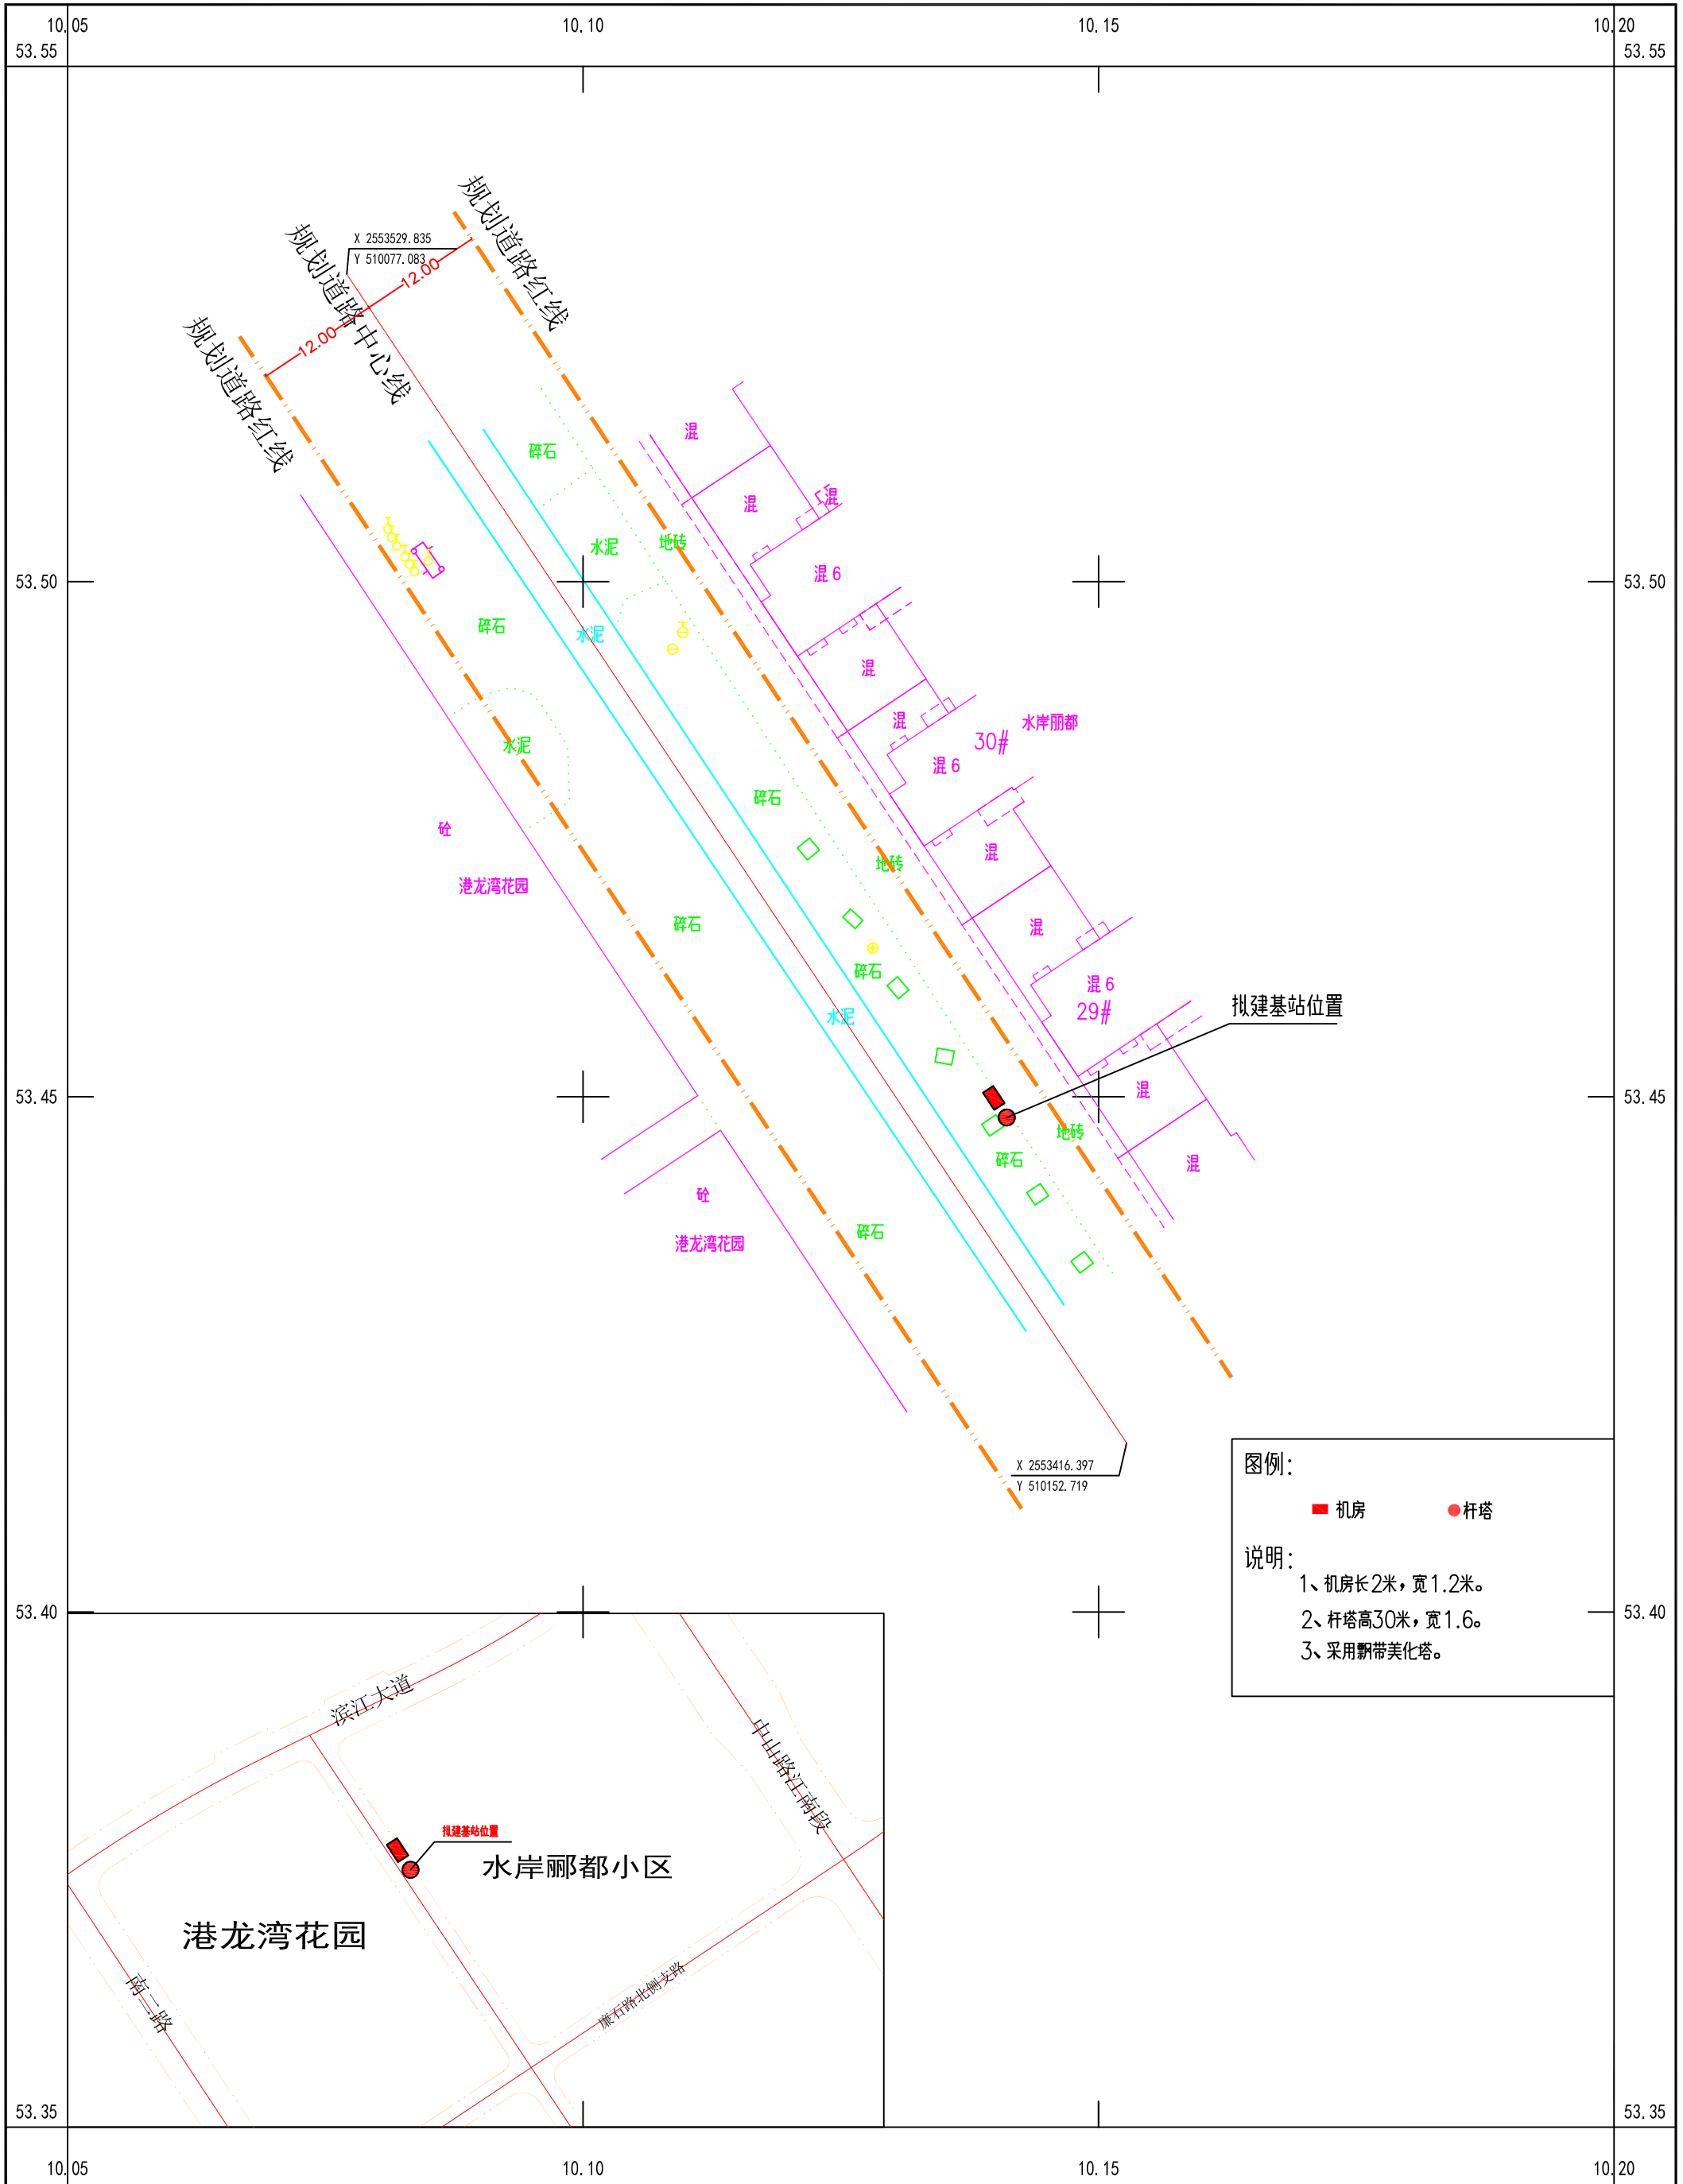 10.05 10.10 10.15 10.20
53.55 53.55
规划道路红线
规划道路中心线
规划道路红线
X 2553529.835
Y 510077.083
12.00
12.00
混
碎石
混
混
水泥
地砖
混 6
53.50 53.50
碎石
水泥
混
混
水岸丽都
30#
水泥
混 6
碎石
砼
混
地砖
港龙湾花园
碎石
混
碎石
混 6
29#
拟建基站位置
水泥
53.45 53.45
混
地砖
碎石
混
砼
碎石
港龙湾花园
X 2553416.397
Y 510152.719
图例：
机房
杆塔
说明：
1、机房长2米，宽1.2米。
2、杆塔高30米，宽1.6。
3、采用飘带美化塔。
53.40 53.40
滨江大道
中山路江南段
拟建基站位置
水岸郦都小区
港龙湾花园
南二路
廉石路北侧支路
53.35 53.35
10.05 10.10 10.15 10.20